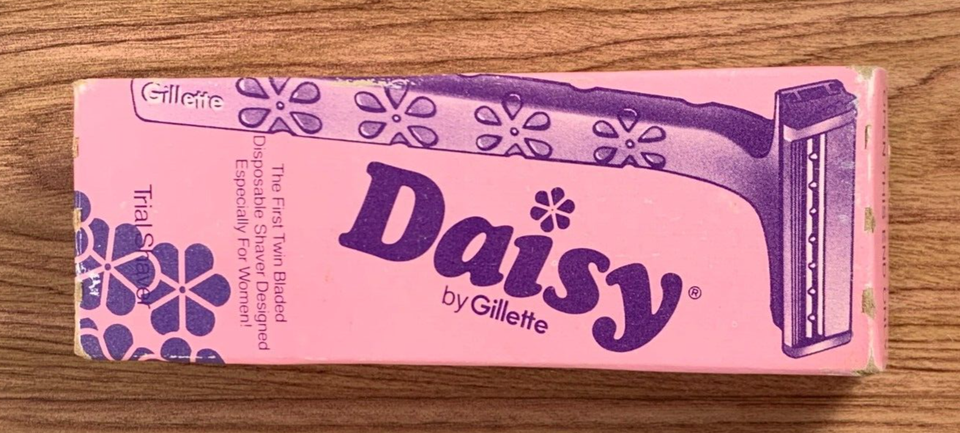 Gillette
Daisy®
by Gillette
The First Twin Bladed
Disposable Shaver Designed
Especially For Women!
Trial Shaver